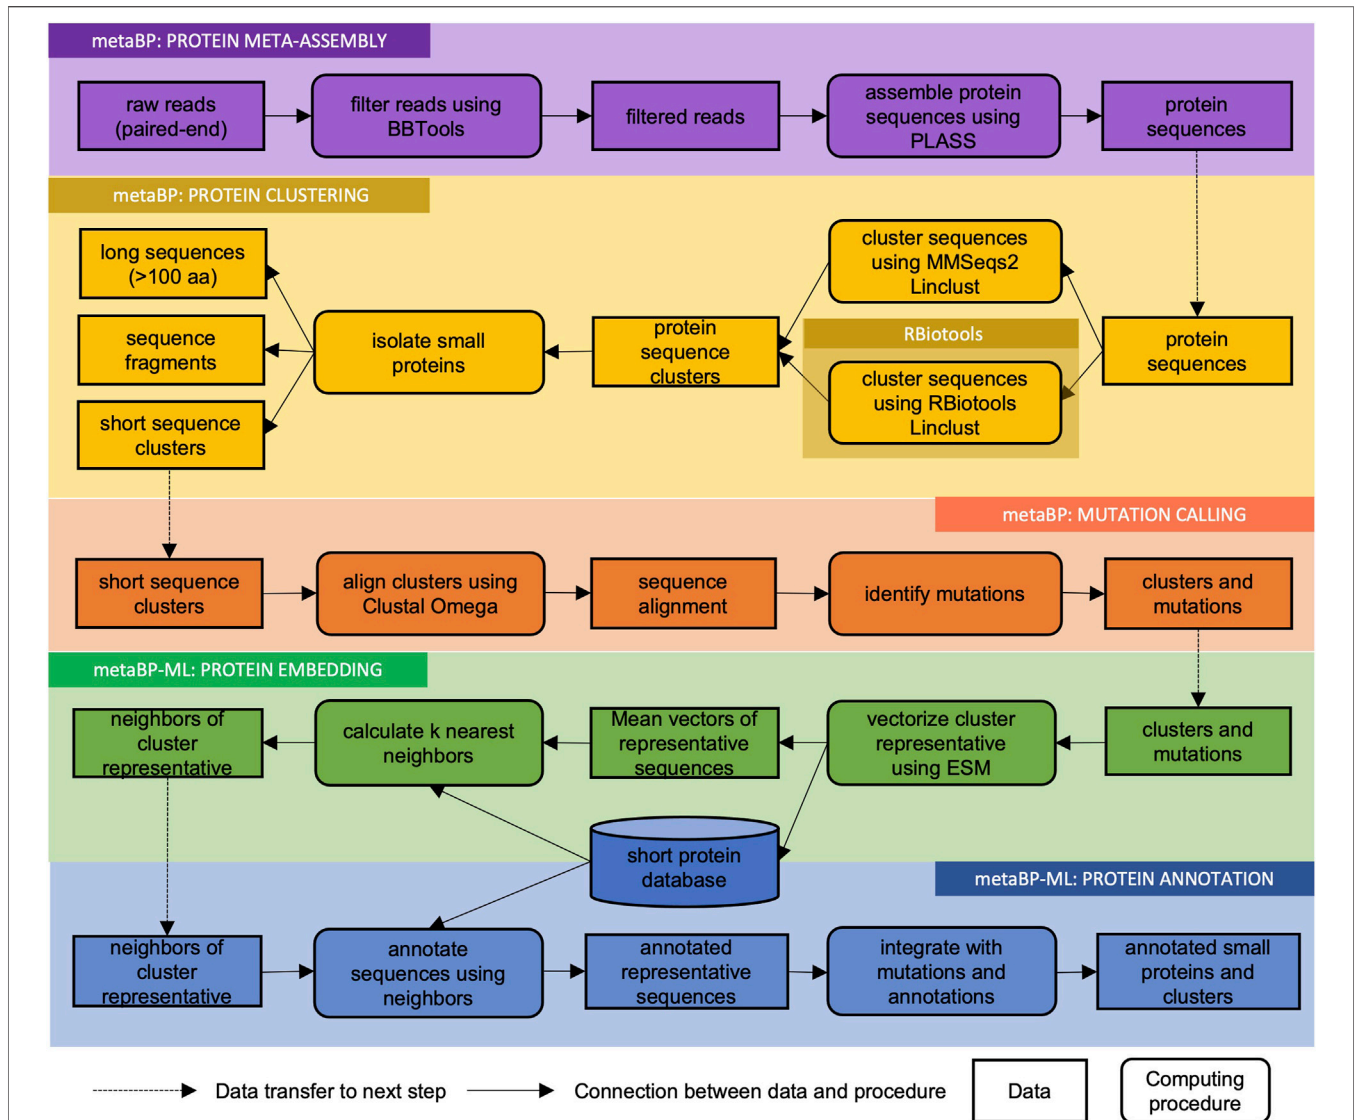 metaBP: PROTEIN META-ASSEMBLY
raw reads
(paired-end)
filter reads using
BBTools
filtered reads
assemble protein
sequences using
PLASS
protein
sequences
metaBP: PROTEIN CLUSTERING
long sequences
(>100 aa)
sequence
fragments
short sequence
clusters
isolate small
proteins
protein
sequence
clusters
cluster sequences
using MMSeqs2
Linclust
RBiotools
cluster sequences
using RBiotools
Linclust
protein
sequences
metaBP: MUTATION CALLING
short sequence
clusters
align clusters using
Clustal Omega
sequence
alignment
identify mutations
clusters and
mutations
metaBP-ML: PROTEIN EMBEDDING
neighbors of
cluster
representative
calculate k nearest
neighbors
Mean vectors of
representative
sequences
vectorize cluster
representative
using ESM
clusters and
mutations
short protein
database
metaBP-ML: PROTEIN ANNOTATION
neighbors of
cluster
representative
annotate
sequences using
neighbors
annotated
representative
sequences
integrate with
mutations and
annotations
annotated small
proteins and
clusters
Data transfer to next step
Connection between data and procedure
Data
Computing
procedure